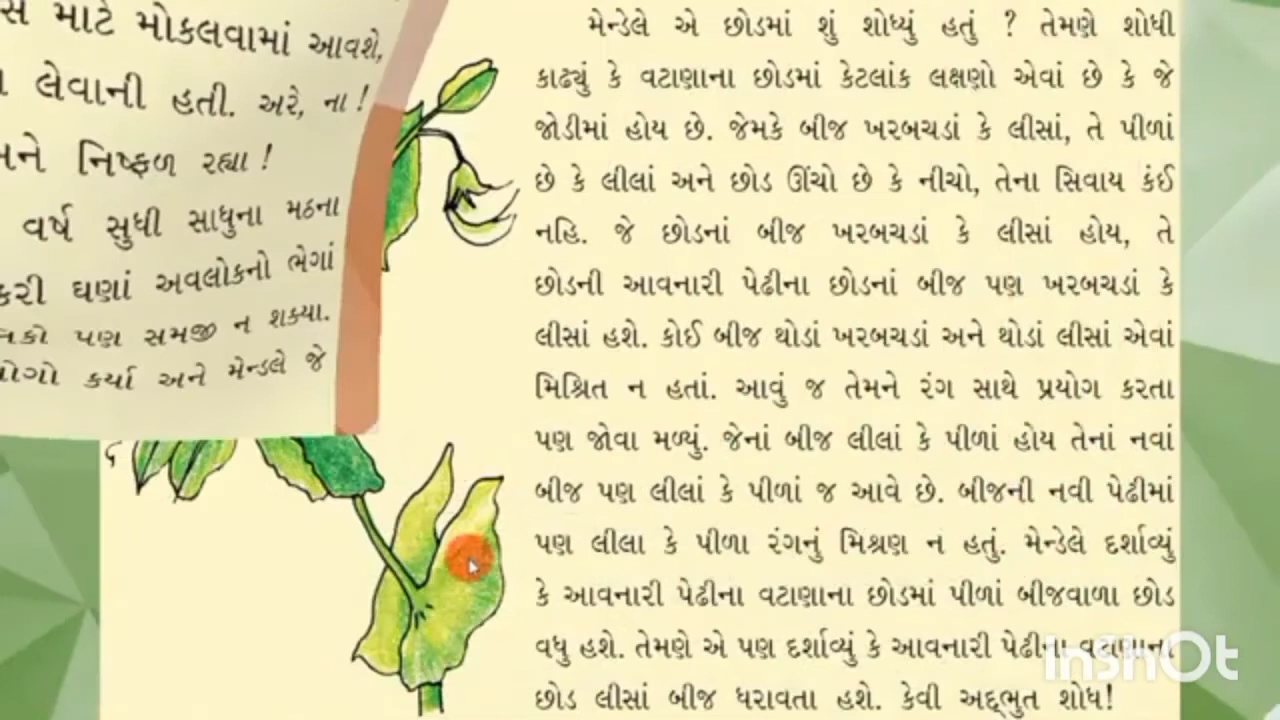 માટે મોકલવામાં આવશે,
લેવાની હતી. અરે, ના !
નિષ્ફળ રહ્યા !
વર્ષ સુધી સાધુના મઠના
કરી ઘણાં અવલોકનો ભેગાં
પણ સમજી ન શક્યા.
કર્યા અને મેન્ડલે જે
મેન્ડેલે એ છોડમાં શું શોધ્યું હતું ? તેમણે શોધી
કાઢ્યું કે વટાણાના છોડમાં કેટલાંક લક્ષણો એવાં છે કે જે
જોડીમાં હોય છે. જેમકે બીજ ખરબચડાં કે લીસાં, તે પીળાં
છે કે લીલાં અને છોડ ઊંચો છે કે નીચો, તેના સિવાય કંઈ
નહિ. જે છોડનાં બીજ ખરબચડાં કે લીસાં હોય, તે
છોડની આવનારી પેઢીના છોડનાં બીજ પણ ખરબચડાં કે
લીસાં હશે. કોઈ બીજ થોડાં ખરબચડાં અને થોડાં લીસાં એવાં
મિશ્રિત ન હતાં. આવું જ તેમને રંગ સાથે પ્રયોગ કરતા
પણ જોવા મળ્યું. જેનાં બીજ લીલાં કે પીળાં હોય તેનાં નવાં
બીજ પણ લીલાં કે પીળાં જ આવે છે. બીજની નવી પેઢીમાં
પણ લીલા કે પીળા રંગનું મિશ્રણ ન હતું. મેન્ડેલે દર્શાવ્યું
કે આવનારી પેઢીના વટાણાના છોડમાં પીળાં બીજવાળા છોડ
વધુ હશે. તેમણે એ પણ દર્શાવ્યું કે આવનારી પેઢીના વટાણાના
છોડ લીસાં બીજ ધરાવતા હશે. કેવી અદ્ભુત શોધ!
InShOt